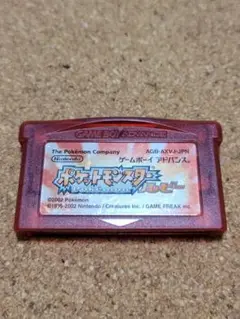 GAME BOY ADVANCE
The Pokémon Company
AGB-AXVJ-JPN
Nintendo
ゲームボーイアドバンス
ポケットモンスター
ルビー
©2002 Pokémon
©1995-2002 Nintendo / Creatures inc. / GAME FREAK inc.